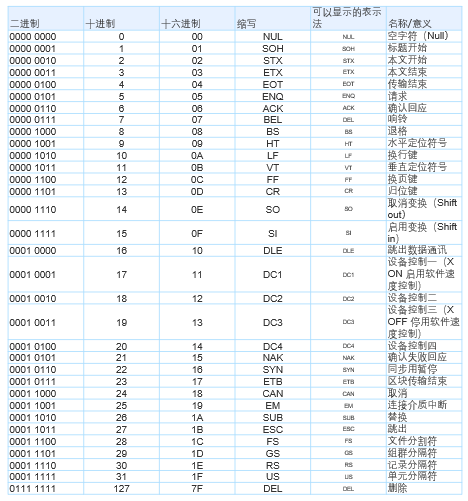 二进制 十进制 十六进制 缩写 可以显示的表示法 名称/意义
0000 0000 0 00 NUL NUL 空字符（Null）
0000 0001 1 01 SOH SOH 标题开始
0000 0010 2 02 STX STX 本文开始
0000 0011 3 03 ETX ETX 本文结束
0000 0100 4 04 EOT EOT 传输结束
0000 0101 5 05 ENQ ENQ 请求
0000 0110 6 06 ACK ACK 确认回应
0000 0111 7 07 BEL DEL 响铃
0000 1000 8 08 BS BS 退格
0000 1001 9 09 HT HT 水平定位符号
0000 1010 10 0A LF LF 换行键
0000 1011 11 0B VT VT 垂直定位符号
0000 1100 12 0C FF FF 换页键
0000 1101 13 0D CR CR 归位键
0000 1110 14 0E SO SO 取消变换（Shift out）
0000 1111 15 0F SI SI 启用变换（Shift in）
0001 0000 16 10 DLE DLE 跳出数据通讯
0001 0001 17 11 DC1 DC1 设备控制一（XON 启用软件速度控制）
0001 0010 18 12 DC2 DC2 设备控制二
0001 0011 19 13 DC3 DC3 设备控制三（XOFF 停用软件速度控制）
0001 0100 20 14 DC4 DC4 设备控制四
0001 0101 21 15 NAK NAK 确认失败回应
0001 0110 22 16 SYN SYN 同步用暂停
0001 0111 23 17 ETB ETB 区块传输结束
0001 1000 24 18 CAN CAN 取消
0001 1001 25 19 EM EM 连接介质中断
0001 1010 26 1A SUB SUB 替换
0001 1011 27 1B ESC ESC 跳出
0001 1100 28 1C FS FS 文件分割符
0001 1101 29 1D GS GS 组群分隔符
0001 1110 30 1E RS RS 记录分隔符
0001 1111 31 1F US US 单元分隔符
0111 1111 127 7F DEL DEL 删除